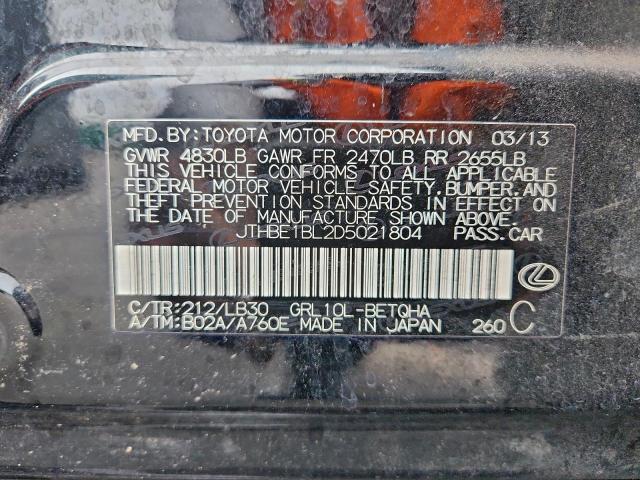 MFD. BY: TOYOTA MOTOR CORPORATION 03/13
GVWR 4830LB GAWR FR 2470LB RR 2655LB
THIS VEHICLE CONFORMS TO ALL APPLICABLE
FEDERAL MOTOR VEHICLE SAFETY, BUMPER, AND
THEFT PREVENTION STANDARDS IN EFFECT ON
THE DATE OF MANUFACTURE SHOWN ABOVE.
JTHBE1BL2D5021804 PASS. CAR
C/TR: 212/LB30 GRL10L-BETQHA
A/TM: B02A/A760E MADE IN JAPAN 260 C